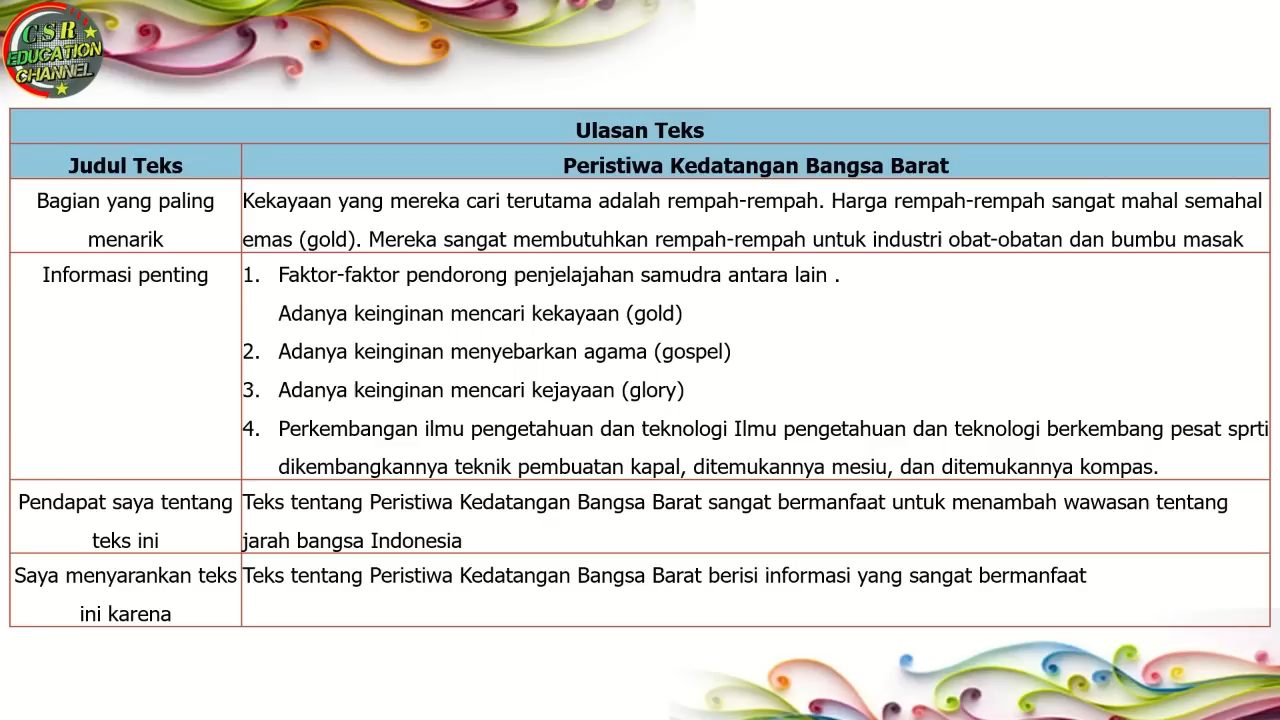 CSR
EDUCATION
CHANNEL
Ulasan Teks
Judul Teks
Peristiwa Kedatangan Bangsa Barat
Bagian yang paling
menarik
Kekayaan yang mereka cari terutama adalah rempah-rempah. Harga rempah-rempah sangat mahal semahal
emas (gold). Mereka sangat membutuhkan rempah-rempah untuk industri obat-obatan dan bumbu masak
Informasi penting
1. Faktor-faktor pendorong penjelajahan samudra antara lain .
Adanya keinginan mencari kekayaan (gold)
2. Adanya keinginan menyebarkan agama (gospel)
3. Adanya keinginan mencari kejayaan (glory)
4. Perkembangan ilmu pengetahuan dan teknologi Ilmu pengetahuan dan teknologi berkembang pesat sprti
dikembangkannya teknik pembuatan kapal, ditemukannya mesiu, dan ditemukannya kompas.
Pendapat saya tentang
teks ini
Teks tentang Peristiwa Kedatangan Bangsa Barat sangat bermanfaat untuk menambah wawasan tentang
jarah bangsa Indonesia
Saya menyarankan teks
ini karena
Teks tentang Peristiwa Kedatangan Bangsa Barat berisi informasi yang sangat bermanfaat